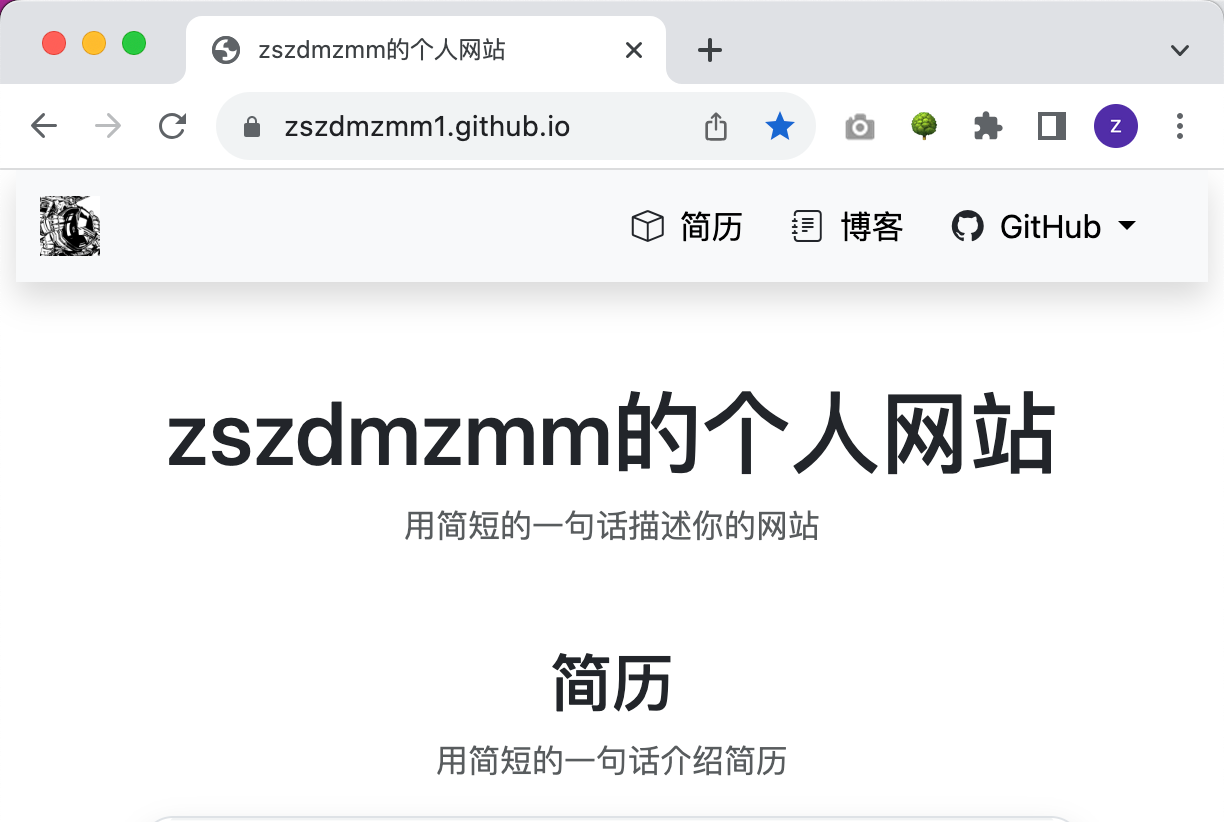 zszdmzmm的个人网站
zszdmzmm1.github.io
z
简历 博客 GitHub
zszdmzmm的个人网站
用简短的一句话描述你的网站
简历
用简短的一句话介绍简历